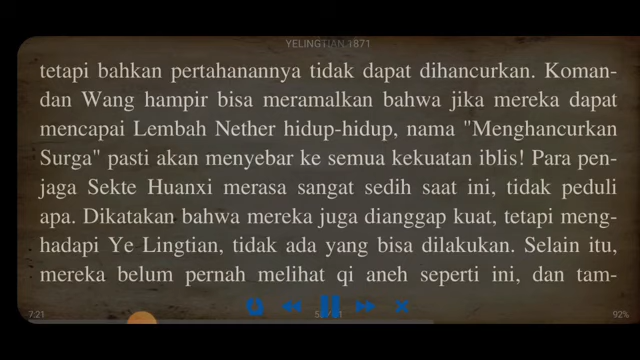 YELINGTIAN.1871
tetapi bahkan pertahanannya tidak dapat dihancurkan. Koman-
dan Wang hampir bisa meramalkan bahwa jika mereka dapat
mencapai Lembah Nether hidup-hidup, nama "Menghancurkan
Surga" pasti akan menyebar ke semua kekuatan iblis! Para pen-
jaga Sekte Huanxi merasa sangat sedih saat ini, tidak peduli
apa. Dikatakan bahwa mereka juga dianggap kuat, tetapi meng-
hadapi Ye Lingtian, tidak ada yang bisa dilakukan. Selain itu,
mereka belum pernah melihat qi aneh seperti ini, dan tam-
7:21
92%